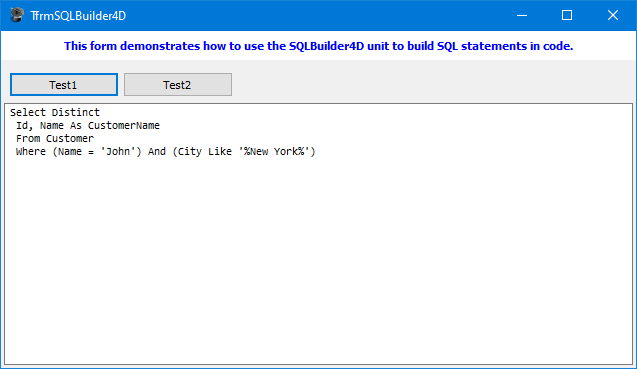 TfrmSQLBuilder4D
This form demonstrates how to use the SQLBuilder4D unit to build SQL statements in code.
Test1 Test2
Select Distinct
Id, Name As CustomerName
From Customer
Where (Name = 'John') And (City Like '%New York%')